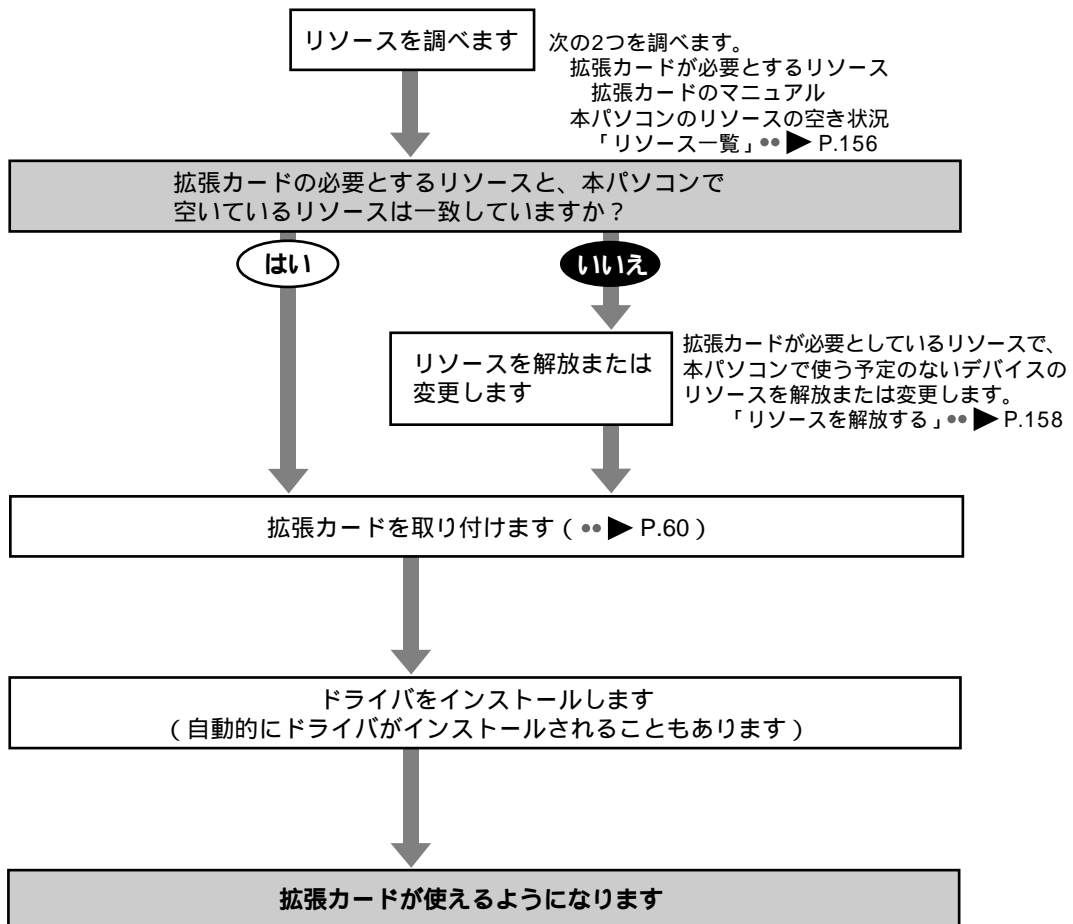 リソースを調べます
次の2つを調べます。
拡張カードが必要とするリソース
拡張カードのマニュアル
本パソコンのリソースの空き状況
「リソース一覧」••▶ P.156
拡張カードの必要とするリソースと、本パソコンで
空いているリソースは一致していますか？
はい
いいえ
リソースを解放または
変更します
拡張カードが必要としているリソースで、
本パソコンで使う予定のないデバイスの
リソースを解放または変更します。
「リソースを解放する」••▶ P.158
拡張カードを取り付けます（••▶ P.60）
ドライバをインストールします
（自動的にドライバがインストールされることもあります）
拡張カードが使えるようになります